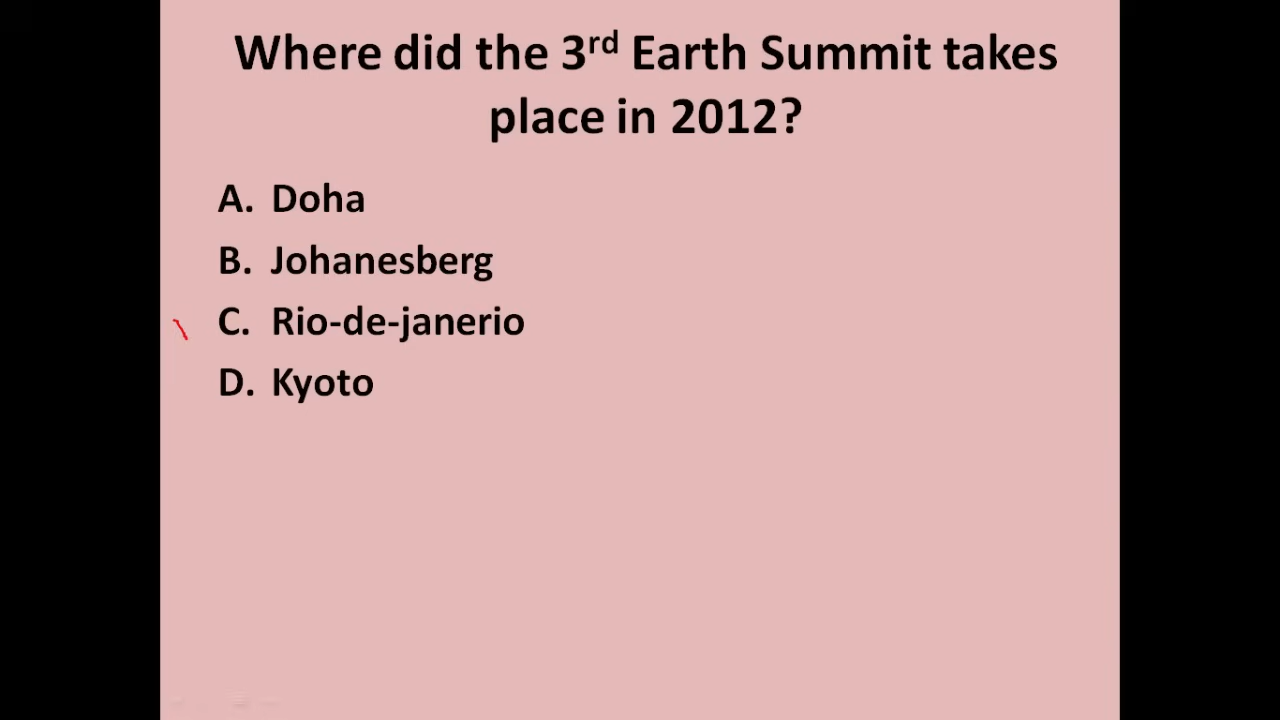 Where did the 3rd Earth Summit takes
place in 2012?
A. Doha
B. Johanesberg
C. Rio-de-janerio
D. Kyoto